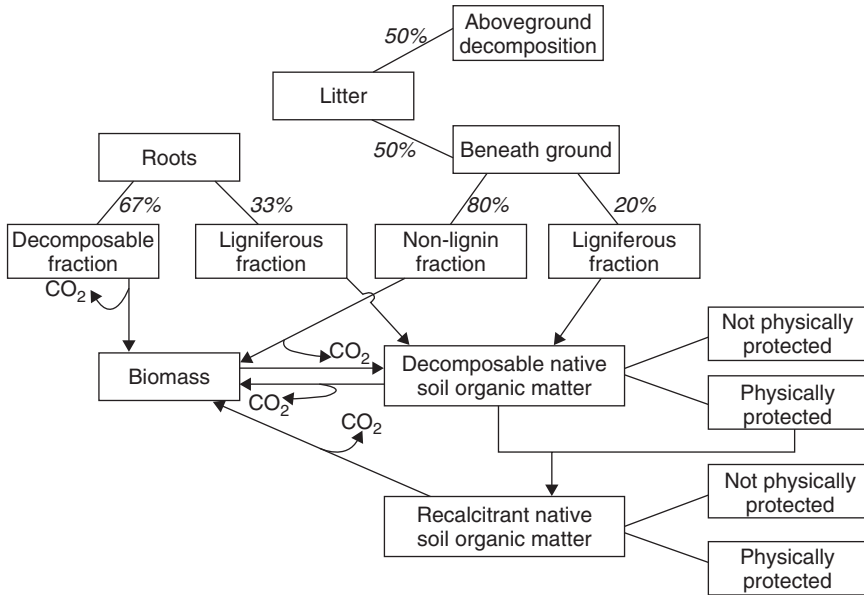 Aboveground
decomposition
50%
Litter
50%
Beneath ground
Roots
67%
33%
80%
20%
Decomposable
fraction
Ligniferous
fraction
Non-lignin
fraction
Ligniferous
fraction
CO2
Not physically
protected
CO2
Biomass
Decomposable native
soil organic matter
CO2
Physically
protected
CO2
Not physically
protected
Recalcitrant native
soil organic matter
Physically
protected